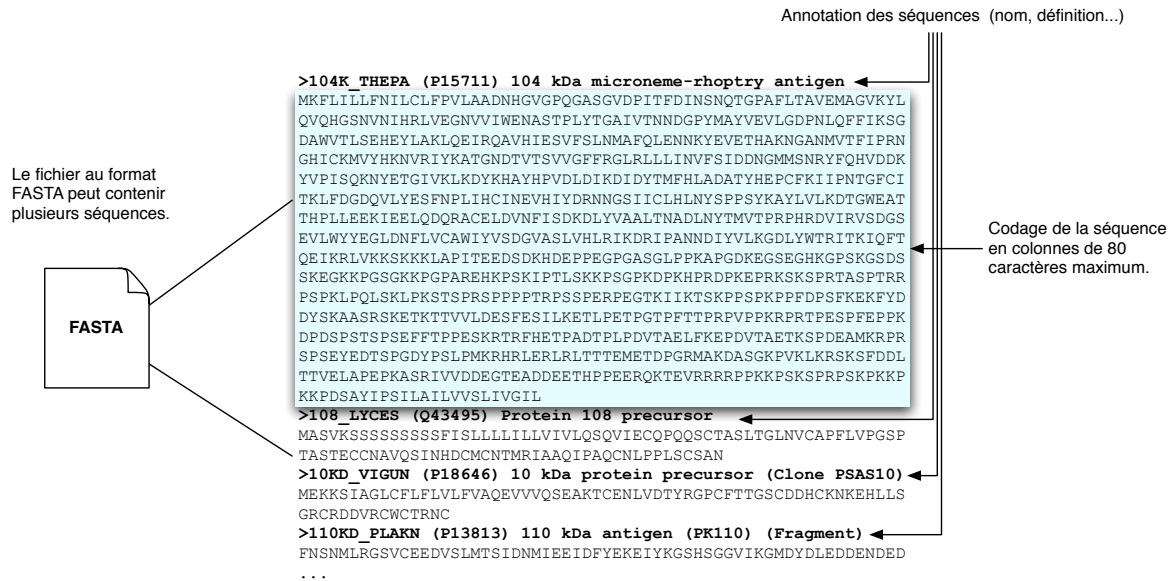 Annotation des séquences (nom, définition...)
>104K_THEPA (P15711) 104 kDa microneme-rhoptry antigen
MKFLILLFNILCLFPVLAADNHGVGPQGASGVDPITFDINSNQTGPAFLTAVEMAGVKYL
QVQHGSNVNIHRLVEGNVVIWENASTPLYTGAIVTNNDGPYMAYVEVLGDPNLQFFIKSG
DAWVTLSEHEYLAKLQEIRQAVHIESVFSLNMAFQLENNKYEVETHAKNGANMVTFIPRN
GHICKMVYHKNVRIYKATGNDTVTSVVGFFRGLRLLLINVFSIDDNGMMSNRYFQHVDDK
YVPISQKNYETGIVKLKDYKHAYHPVDLDIKDIDYTMFHLADATYHEPCFKIIPNTGFCI
TKLFDGDQVLYESFNPLIHCINEVHIYDRNNGSIICLHLNYSPPSYKAYLVLKDTGWEAT
THPLLEEKIEELQDQRACELDVNFISDKDLYVAALTNADLNYTMVTPRPHRDVIRVSDGS
EVLWYYEGLDNFLVCAWIYVSDGVASLVHLRIKDRIPANNDIYVLKGDLYWTRITKIQFT
QEIKRLVKKSKKKLAPITEEDSDKHDEPPEGPGASGLPPKAPGDKEGSEGHKGPSKGSDS
SKEGKKPGSGKKPGPAREHKPSKIPTLSKKPSGPKDPKHPRDPKEPRKSKSPRTASPTRR
PSPKLPQLSKLPKSTSPRSPPPPTRPSSPERPEGTKIIKTSKPPSPKPPFDPSFKEKFYD
DYSKAASRSKETKTTVVLDESFESILKETLPETPGTPFTTPRPVPPKRPRTPESPFEPPK
DPDSPSTSPSEFFTPPESKRTRFHETPADTPLPDVTAELFKEPDVTAETKSPDEAMKRPR
SPSEYEDTSPGDYPSLPMKRHRLERLRLTTTEMETDPGRMAKDASGKPVKLKRSKSFDDL
TTVELAPEPKASRIVVDDEGTEADDEETHPPEERQKTEVRRRRPPKKPSKSPRPSKPKKP
KKPDSAYIPSILAILVVSLIVGIL
>108_LYCES (Q43495) Protein 108 precursor
MASVKSSSSSSSSSFISLLLLILLVIVLQSQVIECQPQQSCTASLTGLNVCAPFLVPGSP
TASTECCNAVQSINHDCMCNTMRIAAQIPAQCNLPPLSCSAN
>10KD_VIGUN (P18646) 10 kDa protein precursor (Clone PSAS10)
MEKKSIAGLCFLFLVLFVAQEVVVQSEAKTCENLVDTYRGPCFTTGSCDDHCKNKEHLLS
GRCRDDVRCWCTRNC
>110KD_PLAKN (P13813) 110 kDa antigen (PK110) (Fragment)
FNSNMLRGSVCEEDVSLMTSIDNMIEEIDFYEKEIYKGSHSGGVIKGMDYDLEDDENDED
...
Le fichier au format
FASTA peut contenir
plusieurs séquences.
FASTA
Codage de la séquence
en colonnes de 80
caractères maximum.